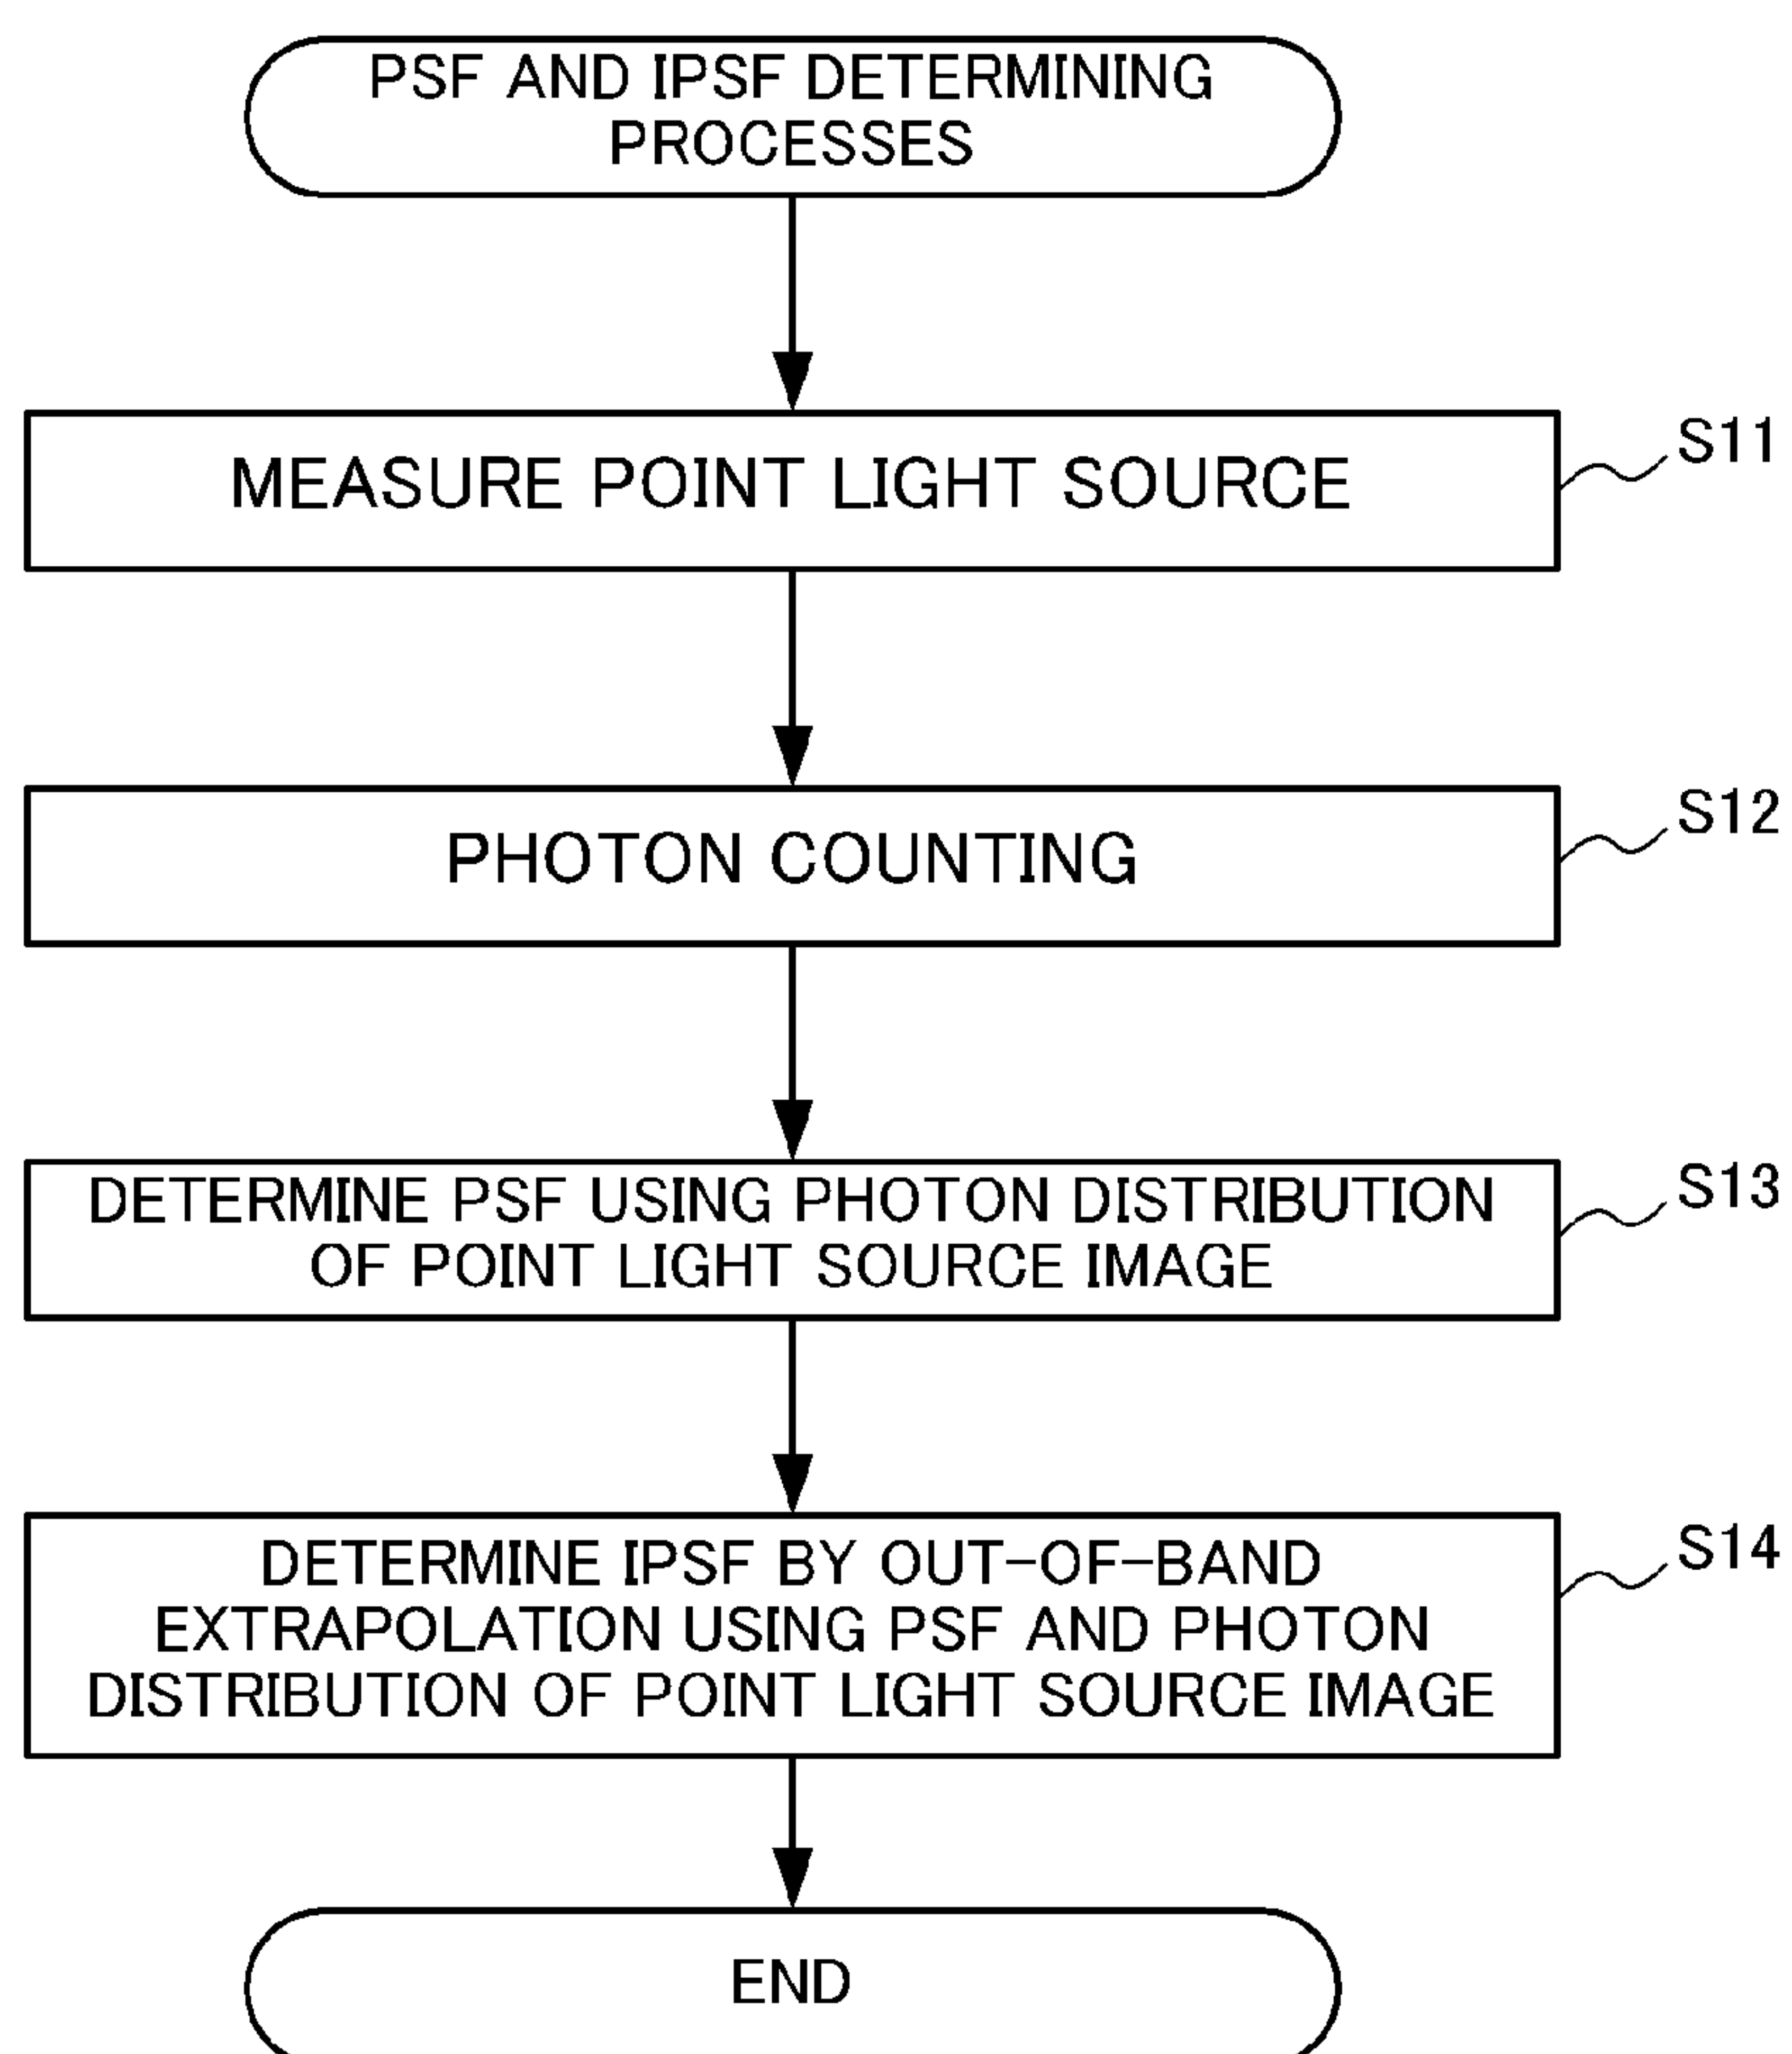 PSF AND IPSF DETERMINING
PROCESSES
MEASURE POINT LIGHT SOURCE
S11
PHOTON COUNTING
S12
DETERMINE PSF USING PHOTON DISTRIBUTION
OF POINT LIGHT SOURCE IMAGE
S13
DETERMINE IPSF BY OUT-OF-BAND
EXTRAPOLATION USING PSF AND PHOTON
DISTRIBUTION OF POINT LIGHT SOURCE IMAGE
S14
END